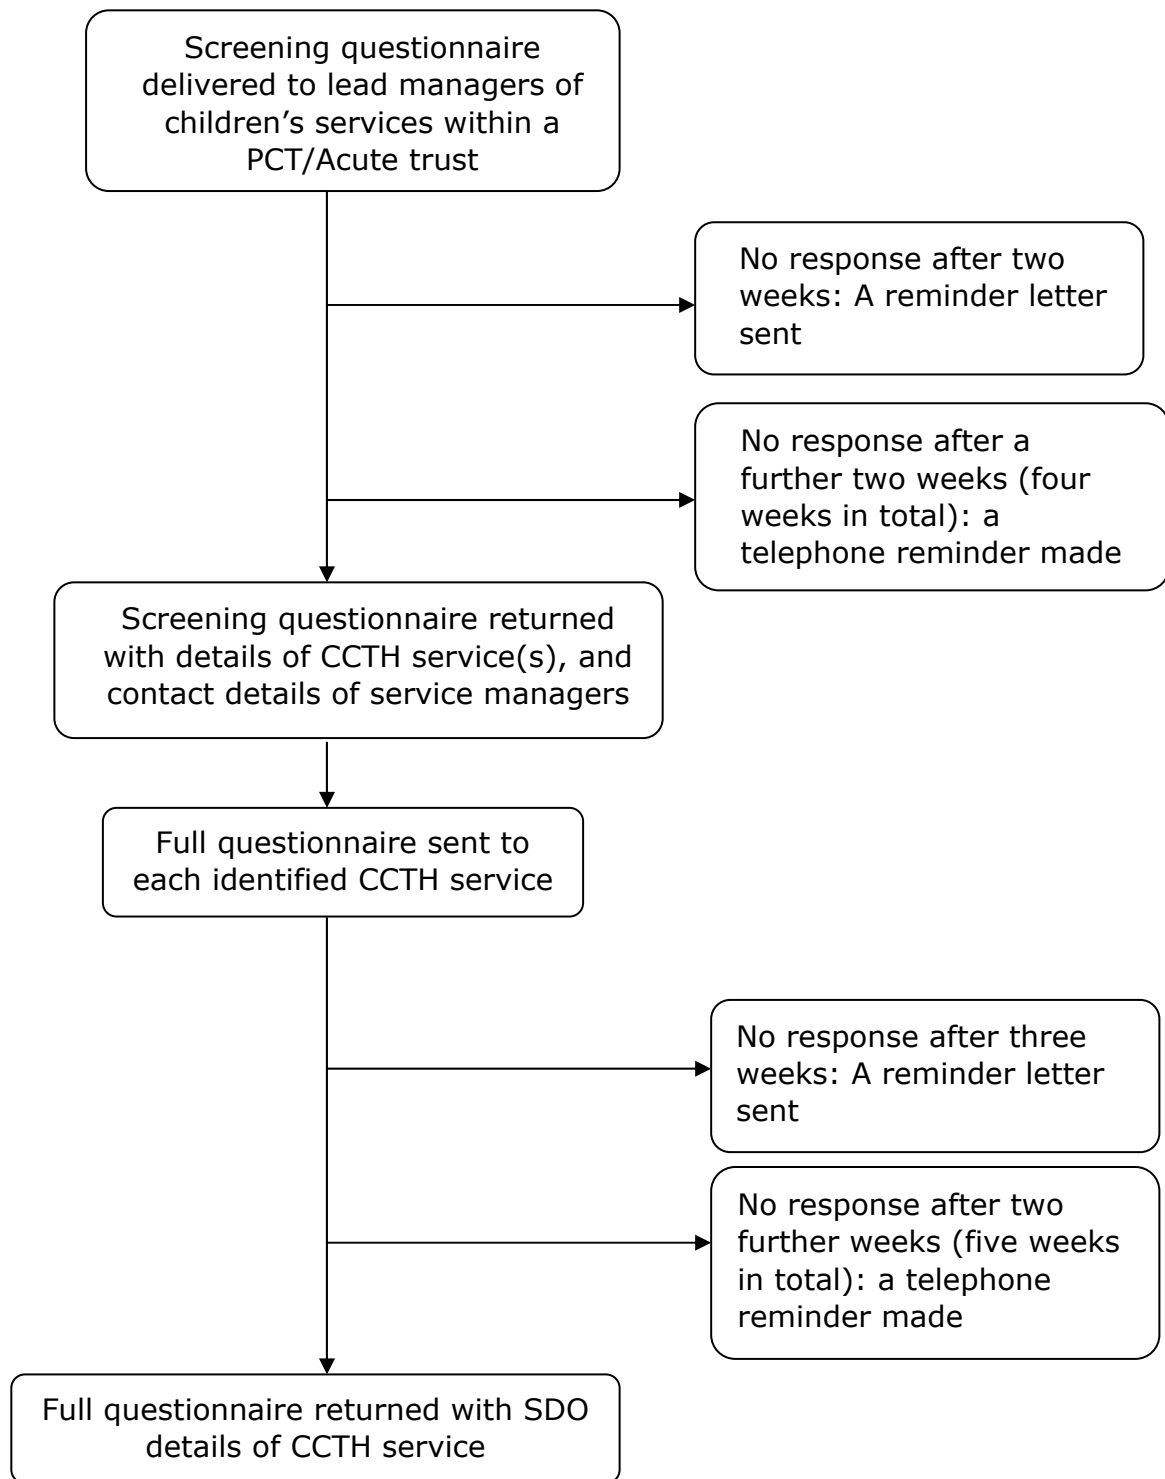 Screening questionnaire
delivered to lead managers of
children’s services within a
PCT/Acute trust
No response after two
weeks: A reminder letter
sent
No response after a
further two weeks (four
weeks in total): a
telephone reminder made
Screening questionnaire returned
with details of CCTH service(s), and
contact details of service managers
Full questionnaire sent to
each identified CCTH service
No response after three
weeks: A reminder letter
sent
No response after two
further weeks (five weeks
in total): a telephone
reminder made
Full questionnaire returned with SDO
details of CCTH service